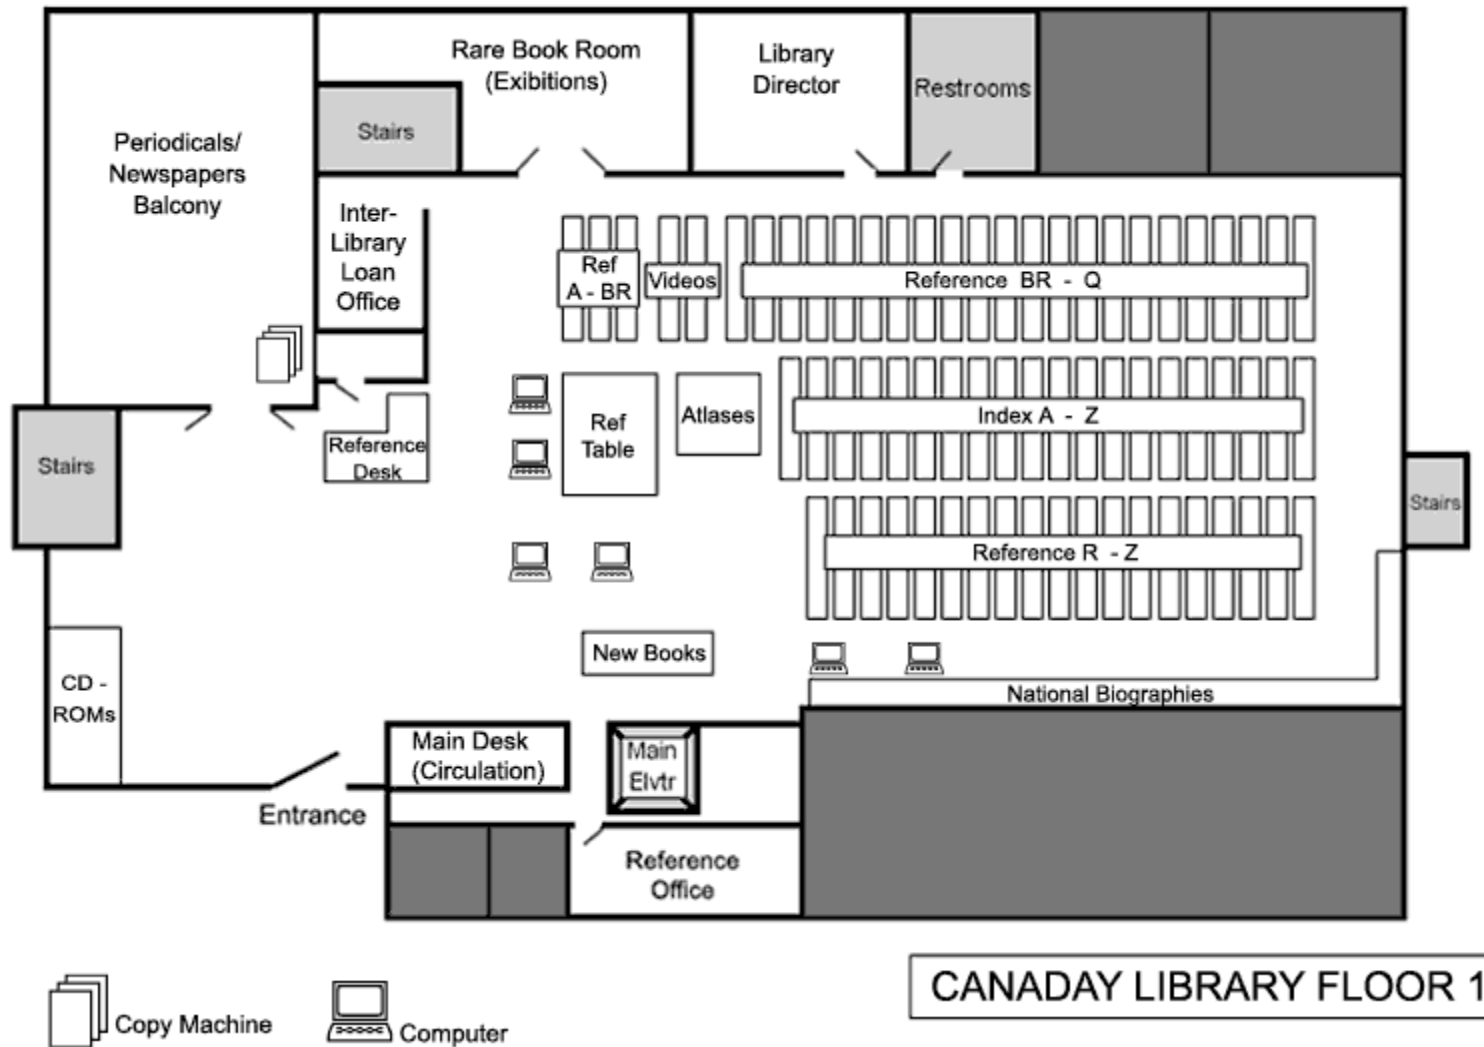 Rare Book Room
(Exibitions)
Library
Director
Restrooms
Stairs
Periodicals/
Newspapers
Balcony
Inter-
Library
Loan
Office
Ref
A - BR
Videos
Reference BR - Q
Ref
Table
Atlases
Index A - Z
Reference
Desk
Stairs
Stairs
Reference R - Z
New Books
CD -
ROMs
National Biographies
Main Desk
(Circulation)
Main
Elvtr
Entrance
Reference
Office
Copy Machine
Computer
CANADAY LIBRARY FLOOR 1